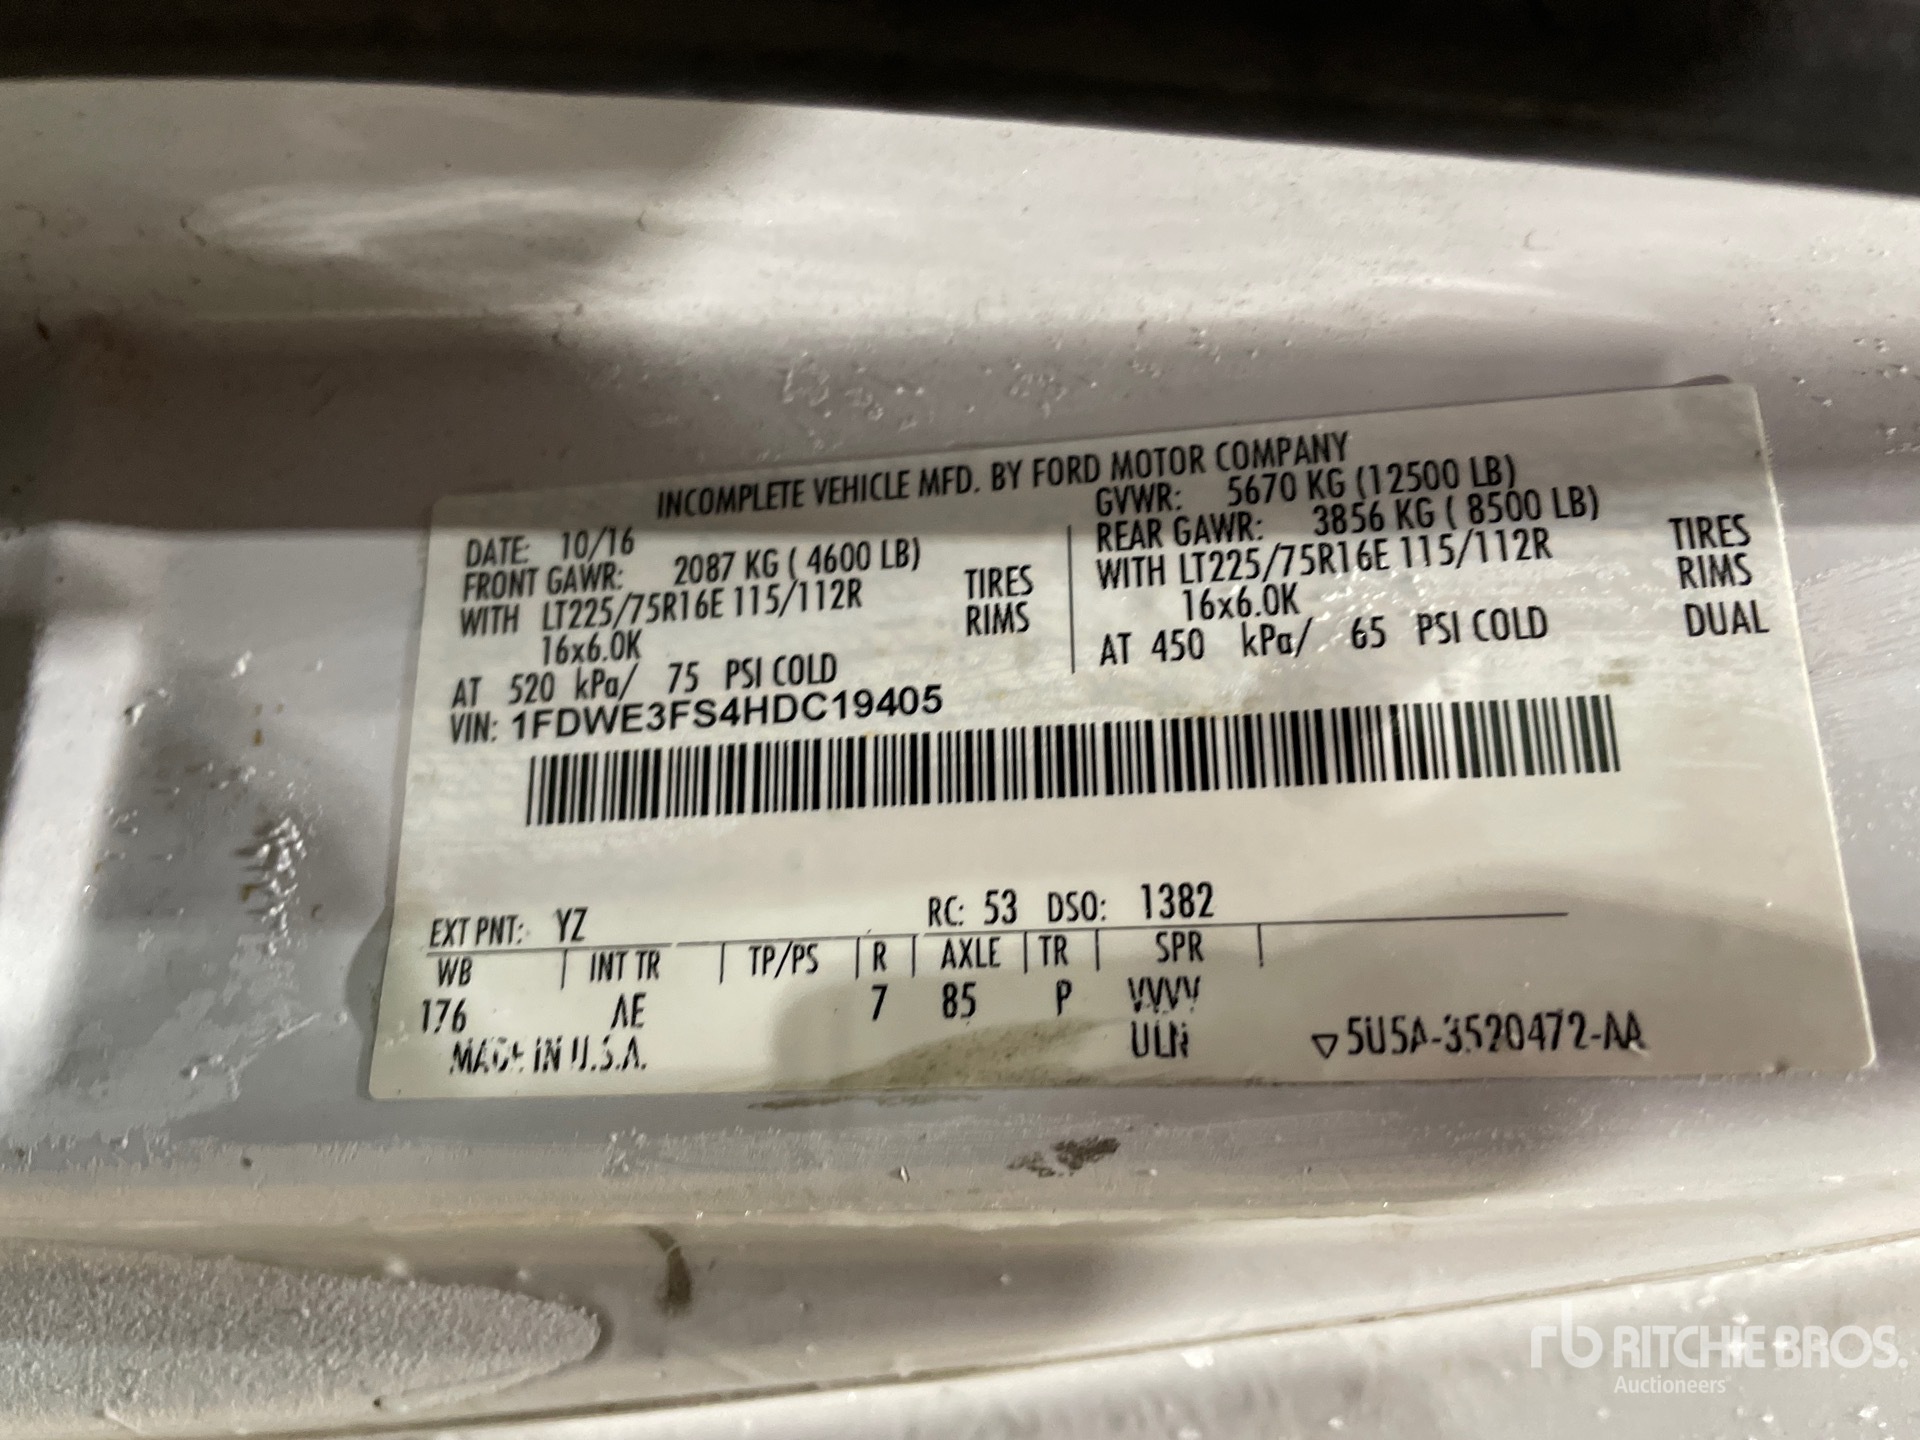 INCOMPLETE VEHICLE MFD. BY FORD MOTOR COMPANY
DATE: 10/16
FRONT GAWR: 2087 KG ( 4600 LB)
WITH LT225/75R16E 115/112R TIRES
16x6.0K RIMS
AT 520 kPa/ 75 PSI COLD
GVWR: 5670 KG (12500 LB)
REAR GAWR: 3856 KG ( 8500 LB)
WITH LT225/75R16E 115/112R TIRES
16x6.0K RIMS
AT 450 kPa/ 65 PSI COLD DUAL
VIN: 1FDWE3FS4HDC19405
EXT PNT: YZ RC: 53 DSO: 1382
WB | INT TR | TP/PS | R | AXLE | TR | SPR |
176 AE 7 85 P VVVV
MADE IN U.S.A. ULN ▽5U5A-3520472-AA
rb RITCHIE BROS.
Auctioneers